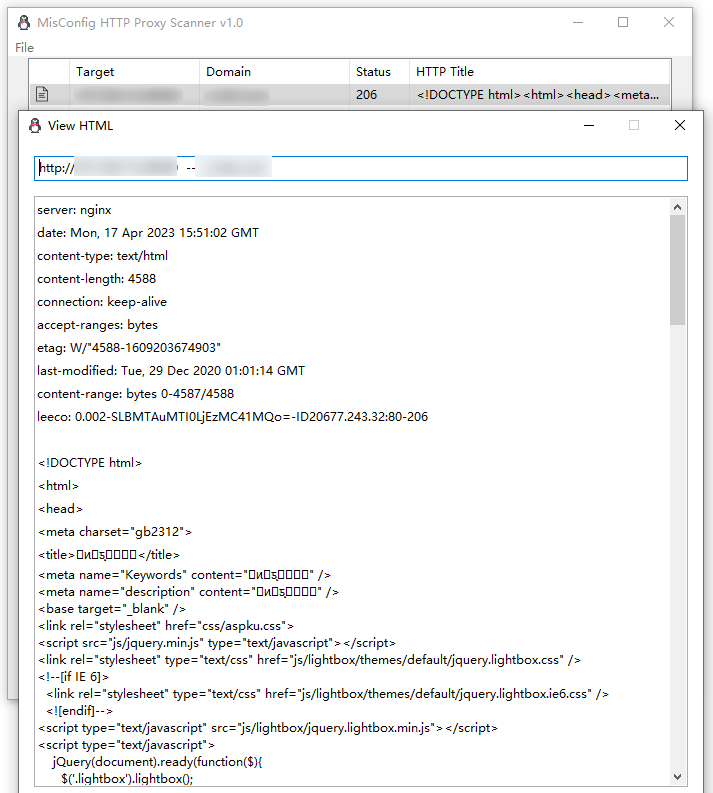 MisConfig HTTP Proxy Scanner v1.0
File
Target Domain Status HTTP Title
206 <!DOCTYPE html><html><head><meta...
View HTML
http:// --
server: nginx
date: Mon, 17 Apr 2023 15:51:02 GMT
content-type: text/html
content-length: 4588
connection: keep-alive
accept-ranges: bytes
etag: W/"4588-1609203674903"
last-modified: Tue, 29 Dec 2020 01:01:14 GMT
content-range: bytes 0-4587/4588
leeco: 0.002-SLBMTAuMTI0LjEzMC41MQo=-ID20677.243.32:80-206
<!DOCTYPE html>
<html>
<head>
<meta charset="gb2312">
<title></title>
<meta name="Keywords" content="" />
<meta name="description" content="" />
<base target="_blank" />
<link rel="stylesheet" href="css/aspku.css">
<script src="js/jquery.min.js" type="text/javascript"></script>
<link rel="stylesheet" type="text/css" href="js/lightbox/themes/default/jquery.lightbox.css" />
<!--[if IE 6]>
<link rel="stylesheet" type="text/css" href="js/lightbox/themes/default/jquery.lightbox.ie6.css" />
<![endif]-->
<script type="text/javascript" src="js/lightbox/jquery.lightbox.min.js"></script>
<script type="text/javascript">
jQuery(document).ready(function($){
$('.lightbox').lightbox();